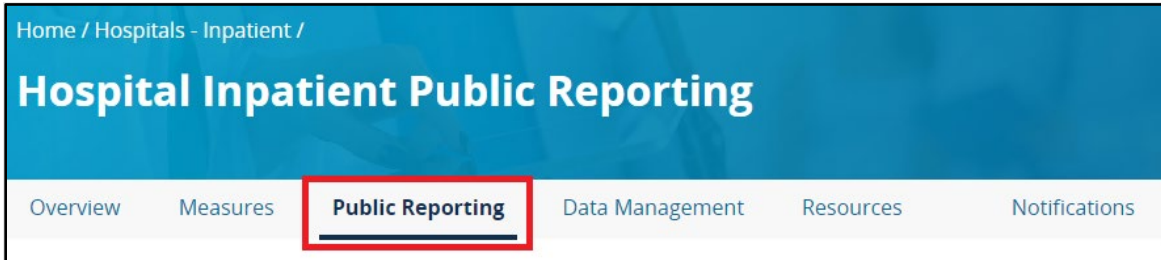 Home / Hospitals - Inpatient /
Hospital Inpatient Public Reporting
Overview Measures Public Reporting Data Management Resources Notifications